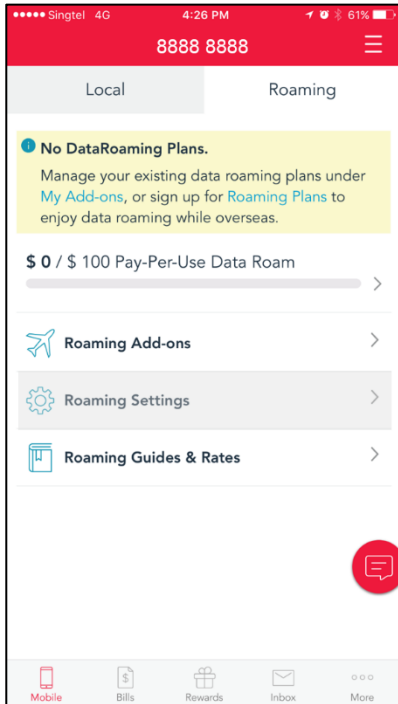 Singtel 4G 4:26 PM 61%
8888 8888
Local Roaming
No DataRoaming Plans.
Manage your existing data roaming plans under
My Add-ons, or sign up for Roaming Plans to
enjoy data roaming while overseas.
$ 0 / $ 100 Pay-Per-Use Data Roam
Roaming Add-ons
Roaming Settings
Roaming Guides & Rates
Mobile Bills Rewards Inbox More